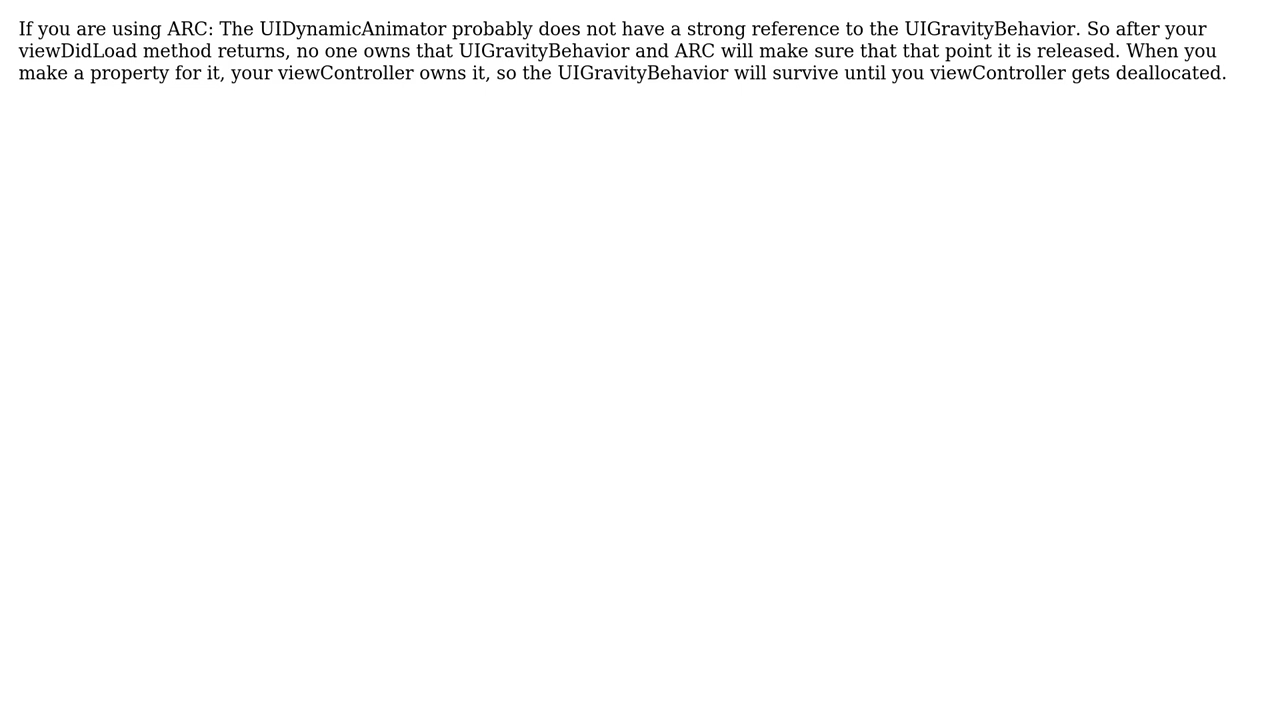 If you are using ARC: The UIDynamicAnimator probably does not have a strong reference to the UIGravityBehavior. So after your
viewDidLoad method returns, no one owns that UIGravityBehavior and ARC will make sure that that point it is released. When you
make a property for it, your viewController owns it, so the UIGravityBehavior will survive until you viewController gets deallocated.